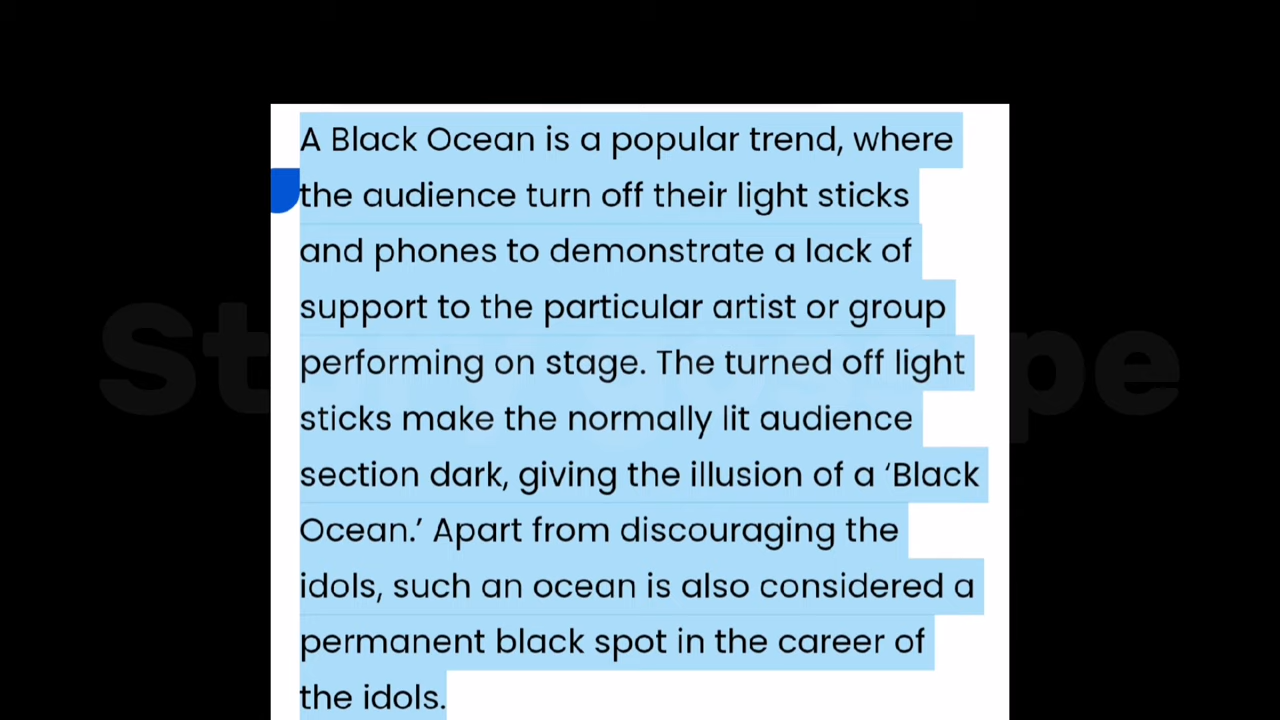 A Black Ocean is a popular trend, where
the audience turn off their light sticks
and phones to demonstrate a lack of
support to the particular artist or group
performing on stage. The turned off light
sticks make the normally lit audience
section dark, giving the illusion of a ‘Black
Ocean.’ Apart from discouraging the
idols, such an ocean is also considered a
permanent black spot in the career of
the idols.